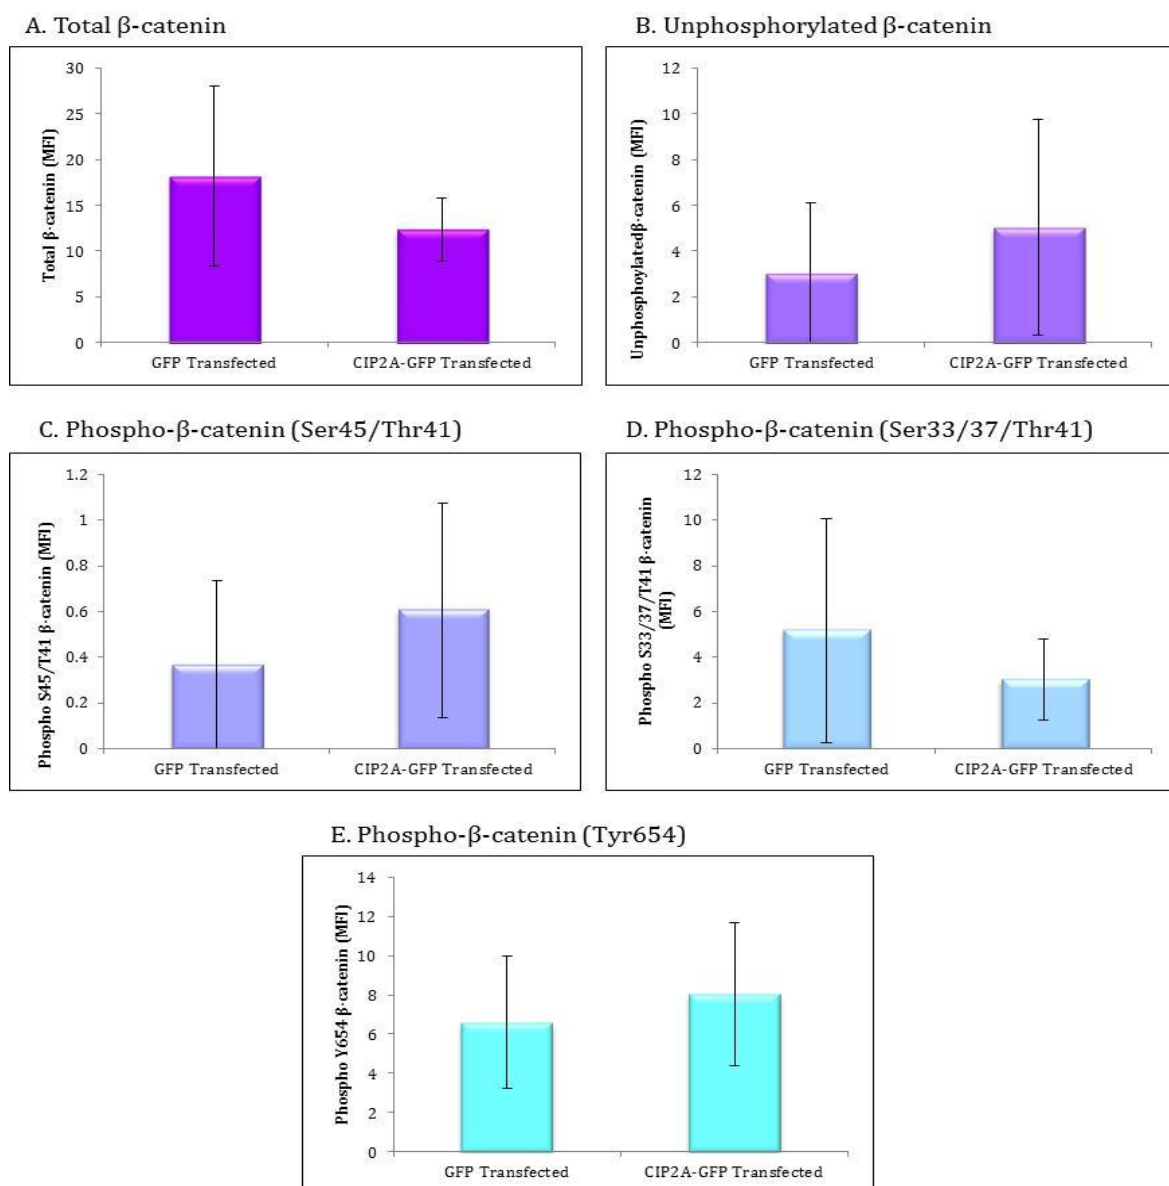 A. Total β-catenin
Total β-catenin (MFI)
30
25
20
15
10
5
0
GFP Transfected
CIP2A-GFP Transfected
B. Unphosphorylated β-catenin
Unphosphoylatedβ-catenin (MFI)
12
10
8
6
4
2
0
GFP Transfected
CIP2A-GFP Transfected
C. Phospho-β-catenin (Ser45/Thr41)
Phospho S45/T41 β-catenin (MFI)
1.2
1
0.8
0.6
0.4
0.2
0
GFP Transfected
CIP2A-GFP Transfected
D. Phospho-β-catenin (Ser33/37/Thr41)
Phospho S33/37/T41 β-catenin
(MFI)
12
10
8
6
4
2
0
GFP Transfected
CIP2A-GFP Transfected
E. Phospho-β-catenin (Tyr654)
Phospho Y654 β-catenin (MFI)
14
12
10
8
6
4
2
0
GFP Transfected
CIP2A-GFP Transfected